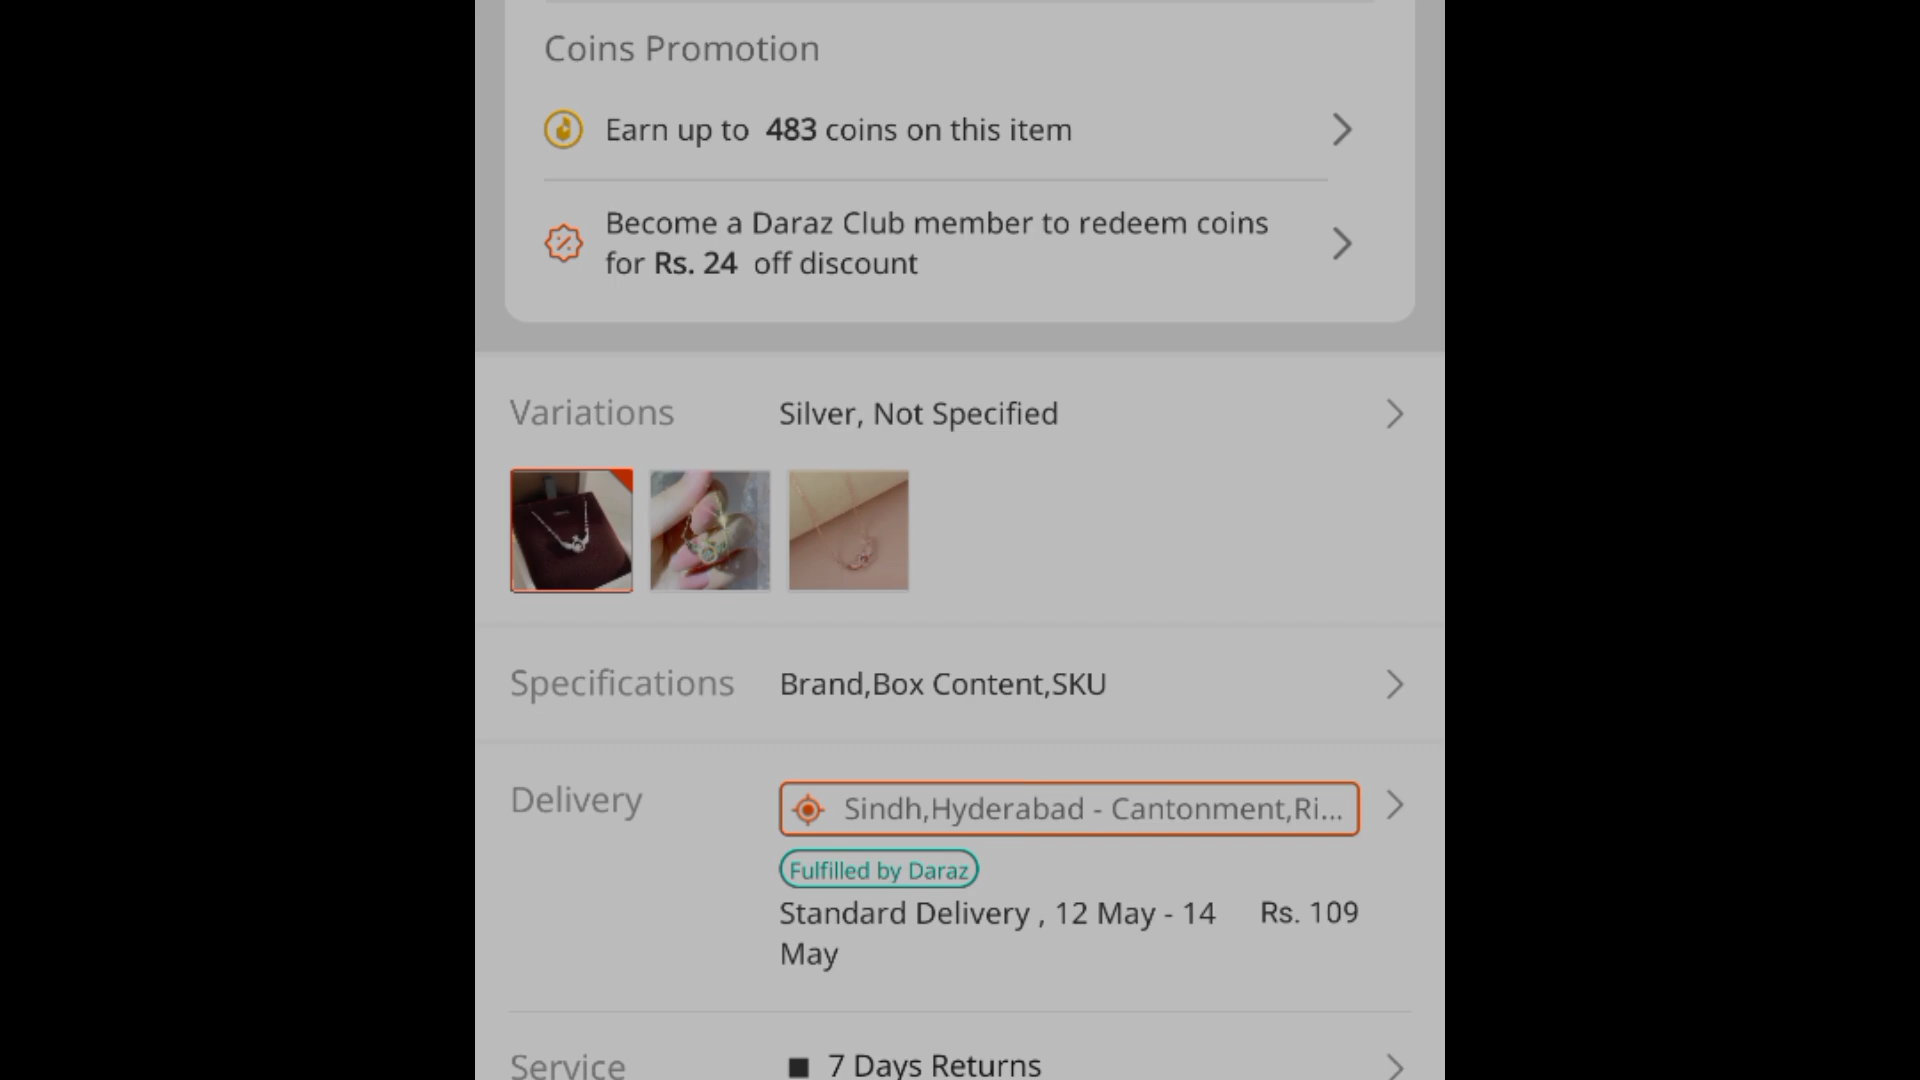 Coins Promotion
Earn up to 483 coins on this item
Become a Daraz Club member to redeem coins
for Rs. 24 off discount
Variations Silver, Not Specified
Specifications Brand,Box Content,SKU
Delivery Sindh,Hyderabad - Cantonment,Ri...
Fulfilled by Daraz
Standard Delivery , 12 May - 14 Rs. 109
May
Service 7 Days Returns